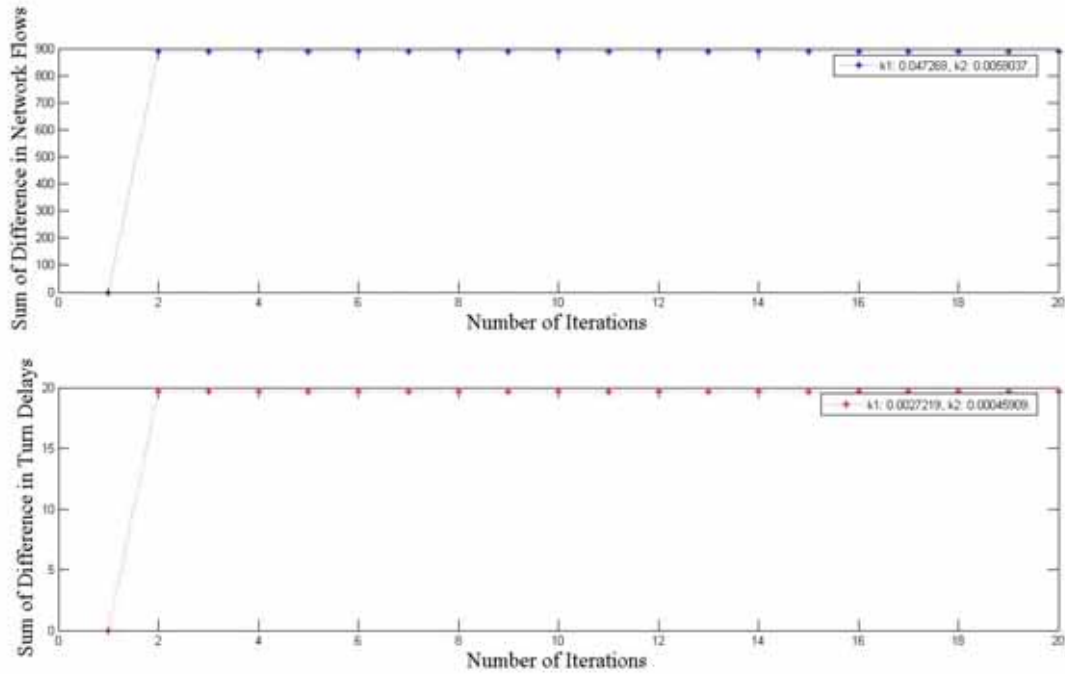 Sum of Difference in Network Flows
900
800
700
600
500
400
300
200
100
0
k1: 0.047268, k2: 0.0059037
0 2 4 6 8 10 12 14 16 18 20
Number of Iterations
Sum of Difference in Turn Delays
20
15
10
5
0
k1: 0.0027219, k2: 0.00045909
0 2 4 6 8 10 12 14 16 18 20
Number of Iterations